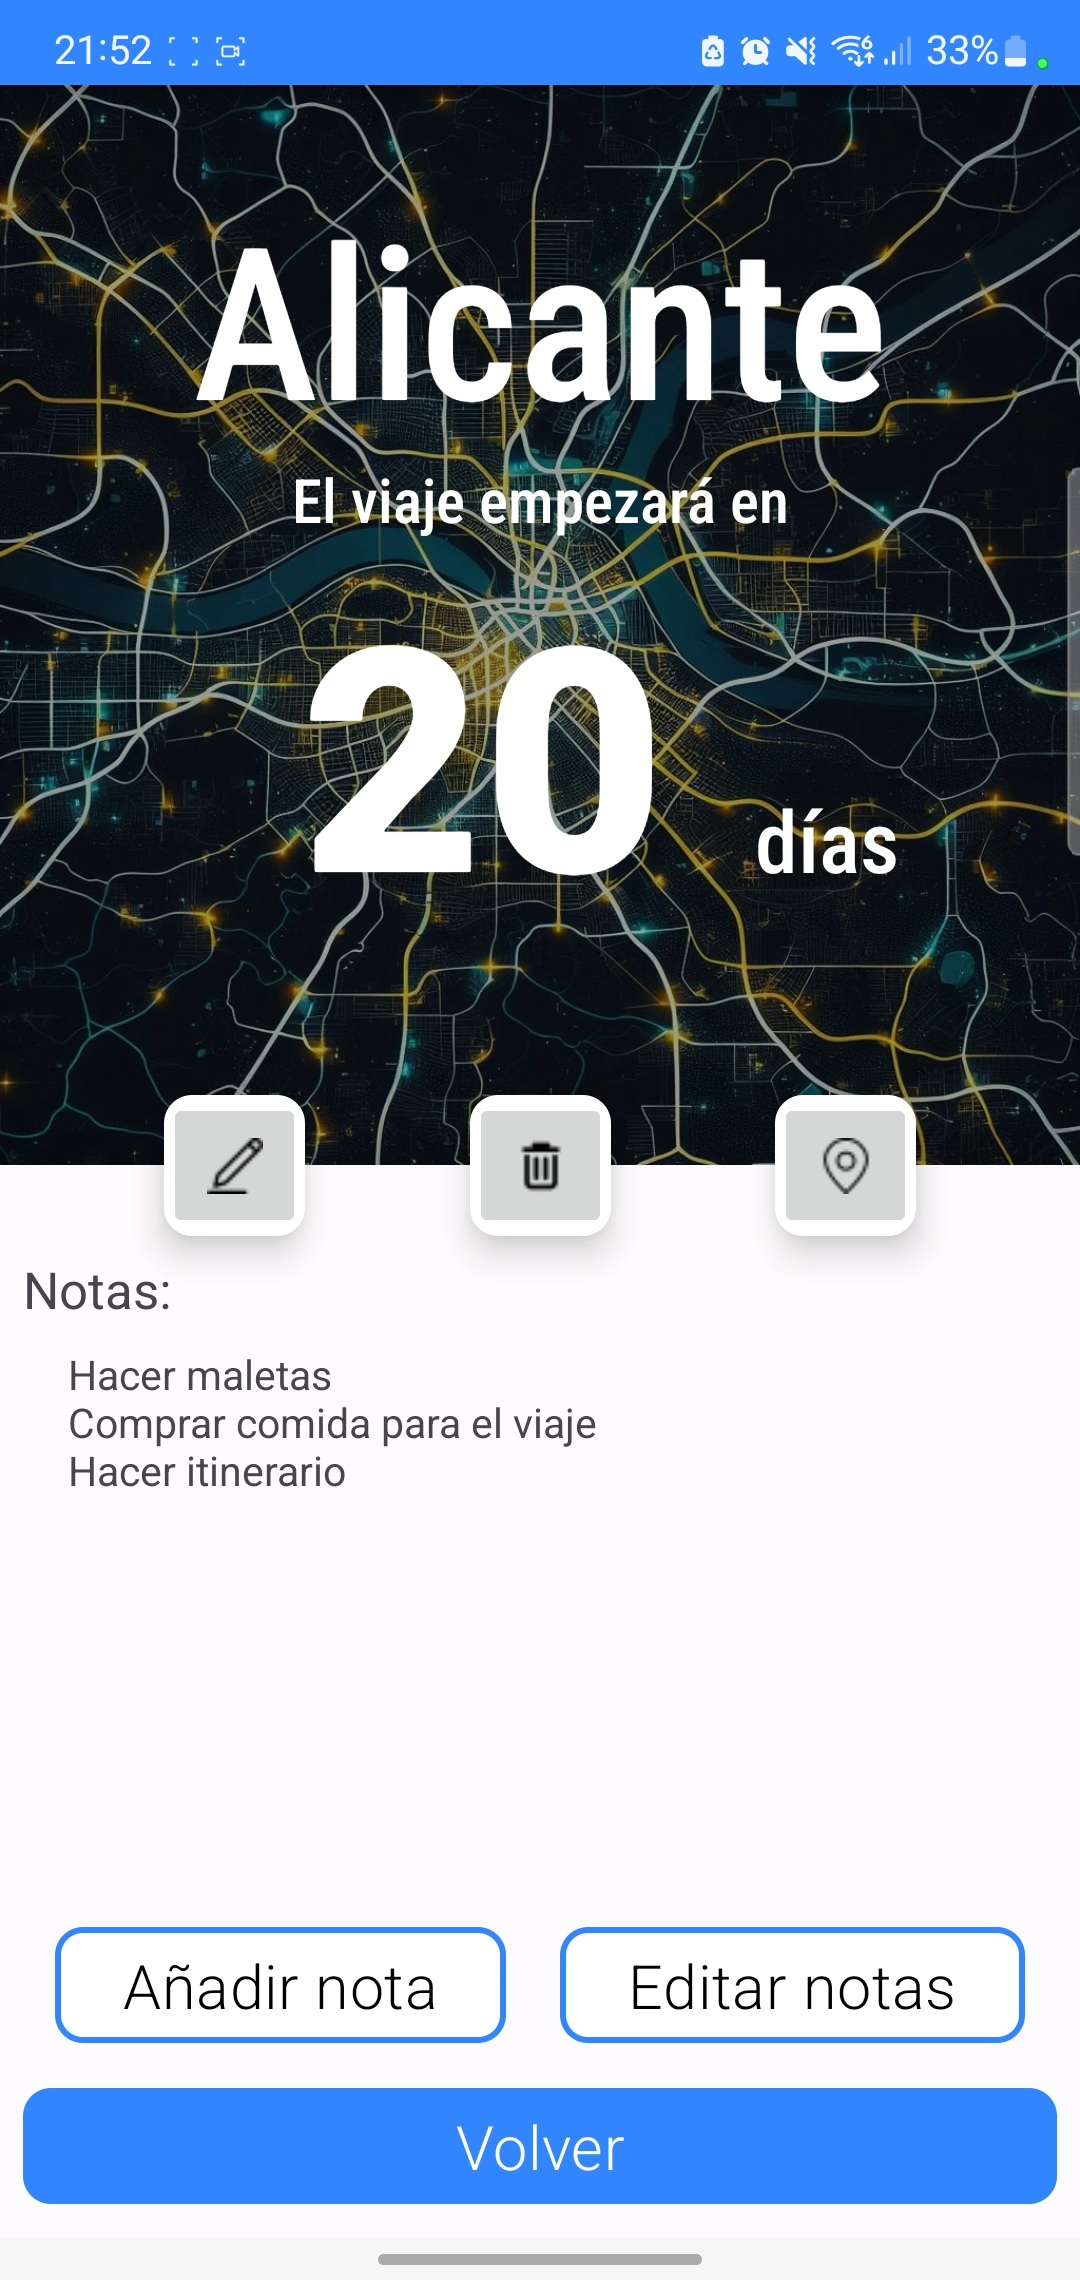 21:52
33%
Alicante
El viaje empezará en
20 días
Notas:
Hacer maletas
Comprar comida para el viaje
Hacer itinerario
Añadir nota
Editar notas
Volver